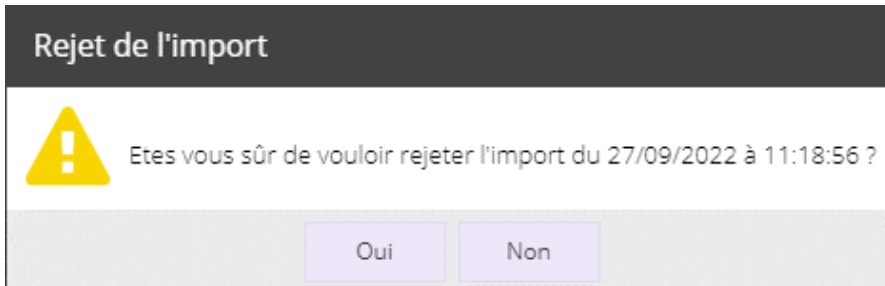 Rejet de l'import
Etes vous sûr de vouloir rejeter l'import du 27/09/2022 à 11:18:56 ?
Oui
Non